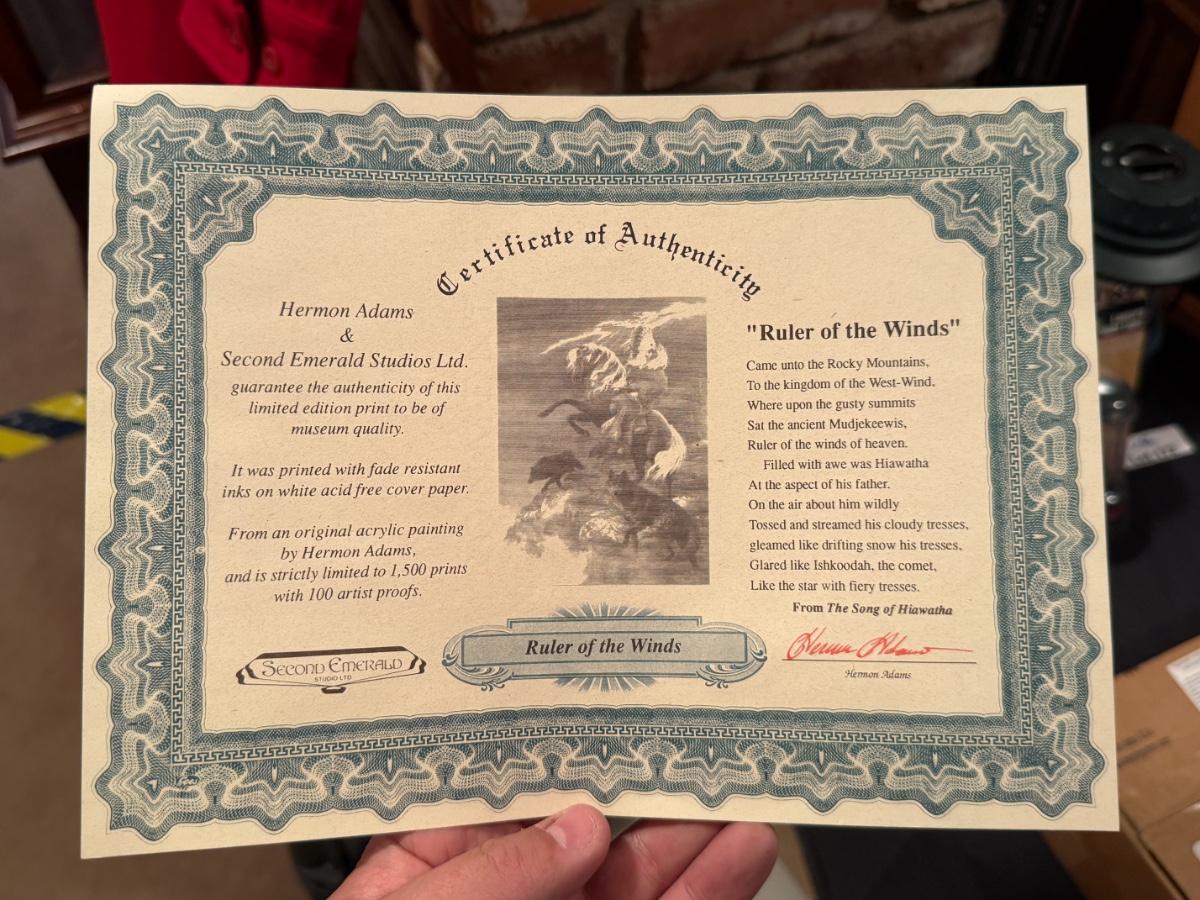 Certificate of Authenticity
Hermon Adams
&
Second Emerald Studios Ltd.
guarantee the authenticity of this
limited edition print to be of
museum quality.
It was printed with fade resistant
inks on white acid free cover paper.
From an original acrylic painting
by Hermon Adams,
and is strictly limited to 1,500 prints
with 100 artist proofs.
SECOND EMERALD
STUDIO LTD
Ruler of the Winds
"Ruler of the Winds"
Came unto the Rocky Mountains,
To the kingdom of the West-Wind.
Where upon the gusty summits
Sat the ancient Mudjekeewis,
Ruler of the winds of heaven.
Filled with awe was Hiawatha
At the aspect of his father.
On the air about him wildly
Tossed and streamed his cloudy tresses,
gleamed like drifting snow his tresses,
Glared like Ishkoodah, the comet,
Like the star with fiery tresses.
From The Song of Hiawatha
Hermon Adams
Hermon Adams